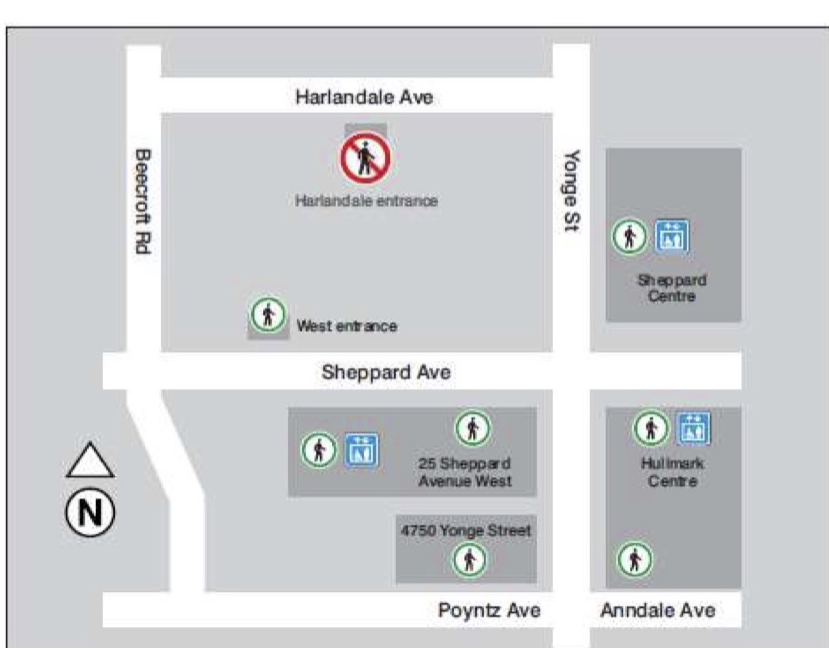 Harlandale Ave
Beecroft Rd
Yonge St
Harlandale entrance
Sheppard
Centre
West entrance
Sheppard Ave
25 Sheppard
Avenue West
Hullmark
Centre
N
4750 Yonge Street
Poyntz Ave
Anndale Ave